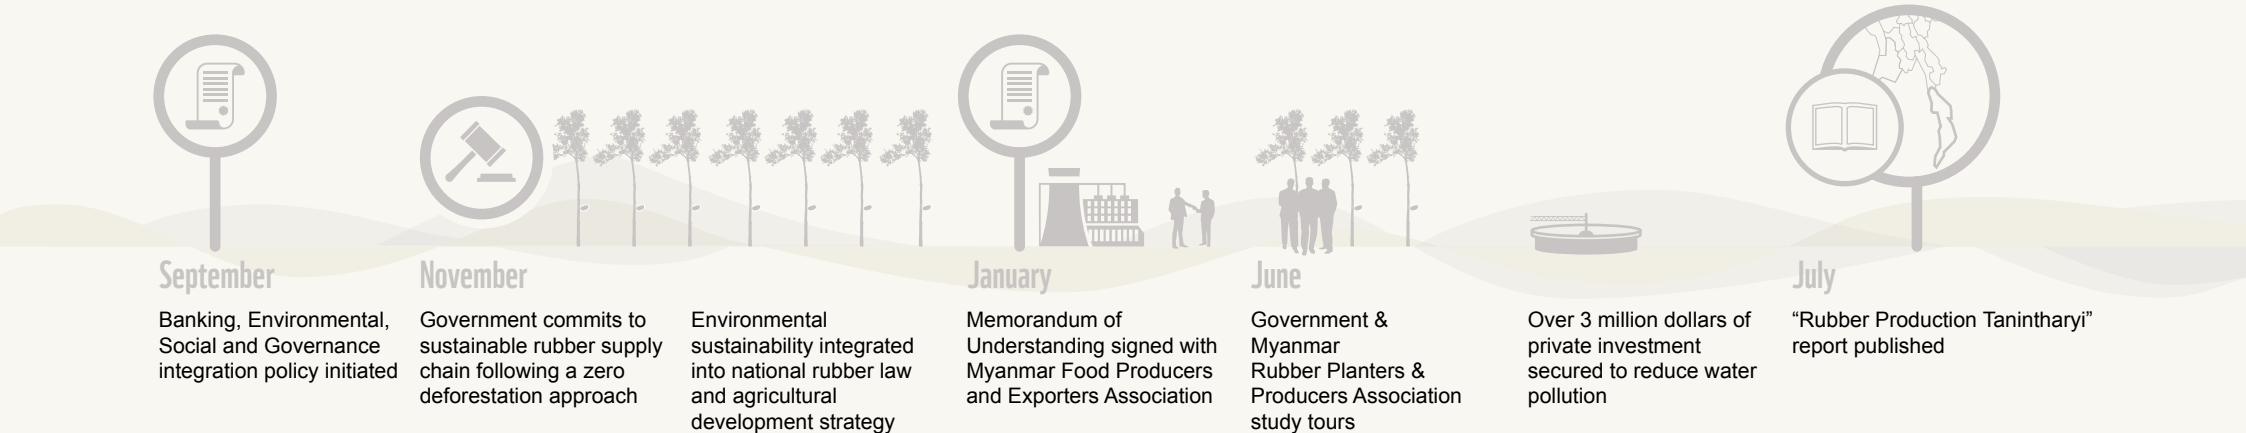 September
Banking, Environmental,
Social and Governance
integration policy initiated
November
Government commits to
sustainable rubber supply
chain following a zero
deforestation approach
Environmental
sustainability integrated
into national rubber law
and agricultural
development strategy
January
Memorandum of
Understanding signed with
Myanmar Food Producers
and Exporters Association
June
Government &
Myanmar
Rubber Planters &
Producers Association
study tours
Over 3 million dollars of
private investment
secured to reduce water
pollution
July
“Rubber Production Tanintharyi”
report published